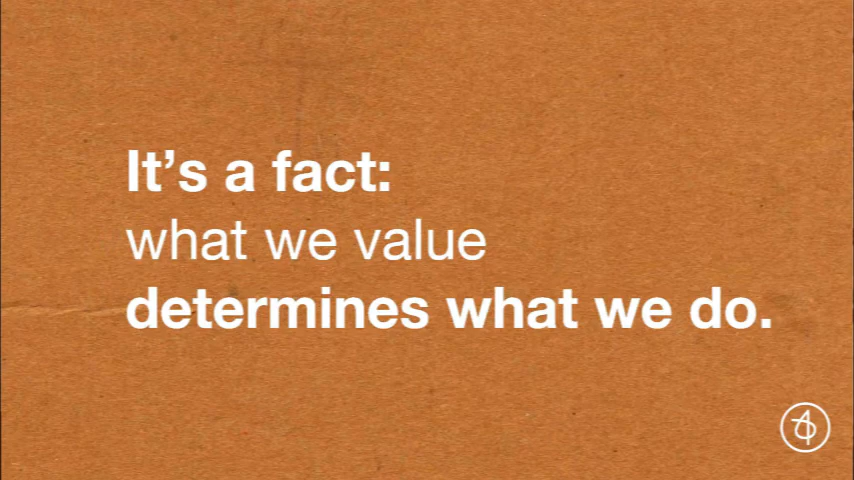 It’s a fact:
what we value
determines what we do.